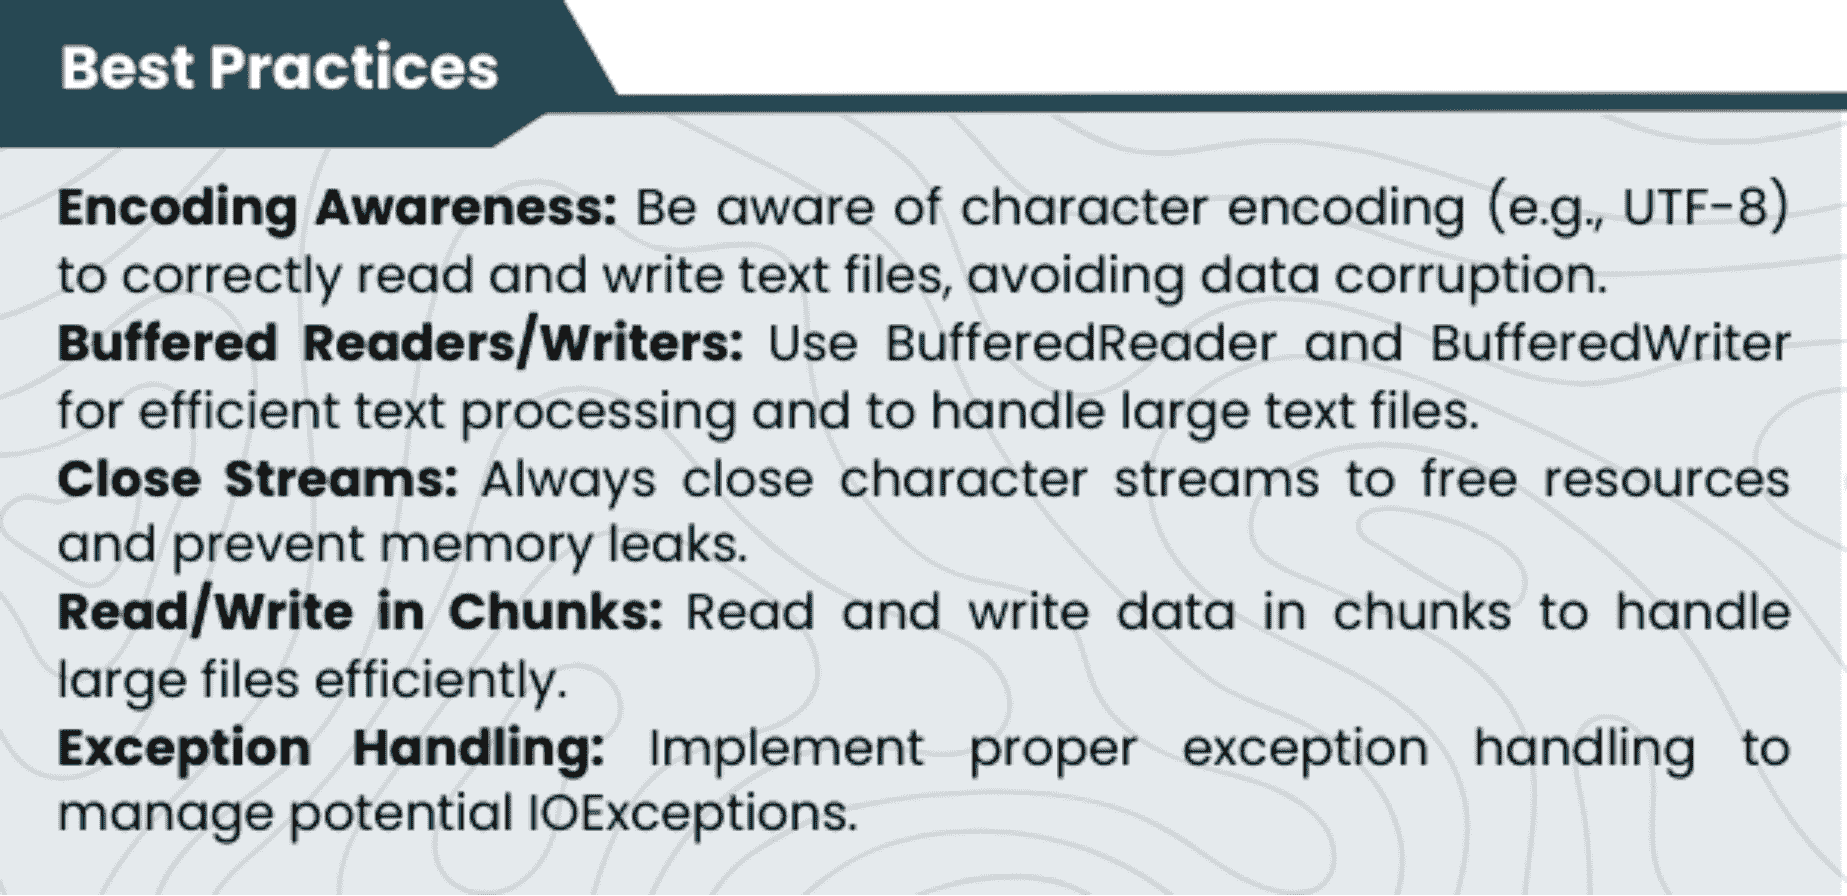 Best Practices
Encoding Awareness: Be aware of character encoding (e.g., UTF-8)
to correctly read and write text files, avoiding data corruption.
Buffered Readers/Writers: Use BufferedReader and BufferedWriter
for efficient text processing and to handle large text files.
Close Streams: Always close character streams to free resources
and prevent memory leaks.
Read/Write in Chunks: Read and write data in chunks to handle
large files efficiently.
Exception Handling: Implement proper exception handling to
manage potential IOExceptions.